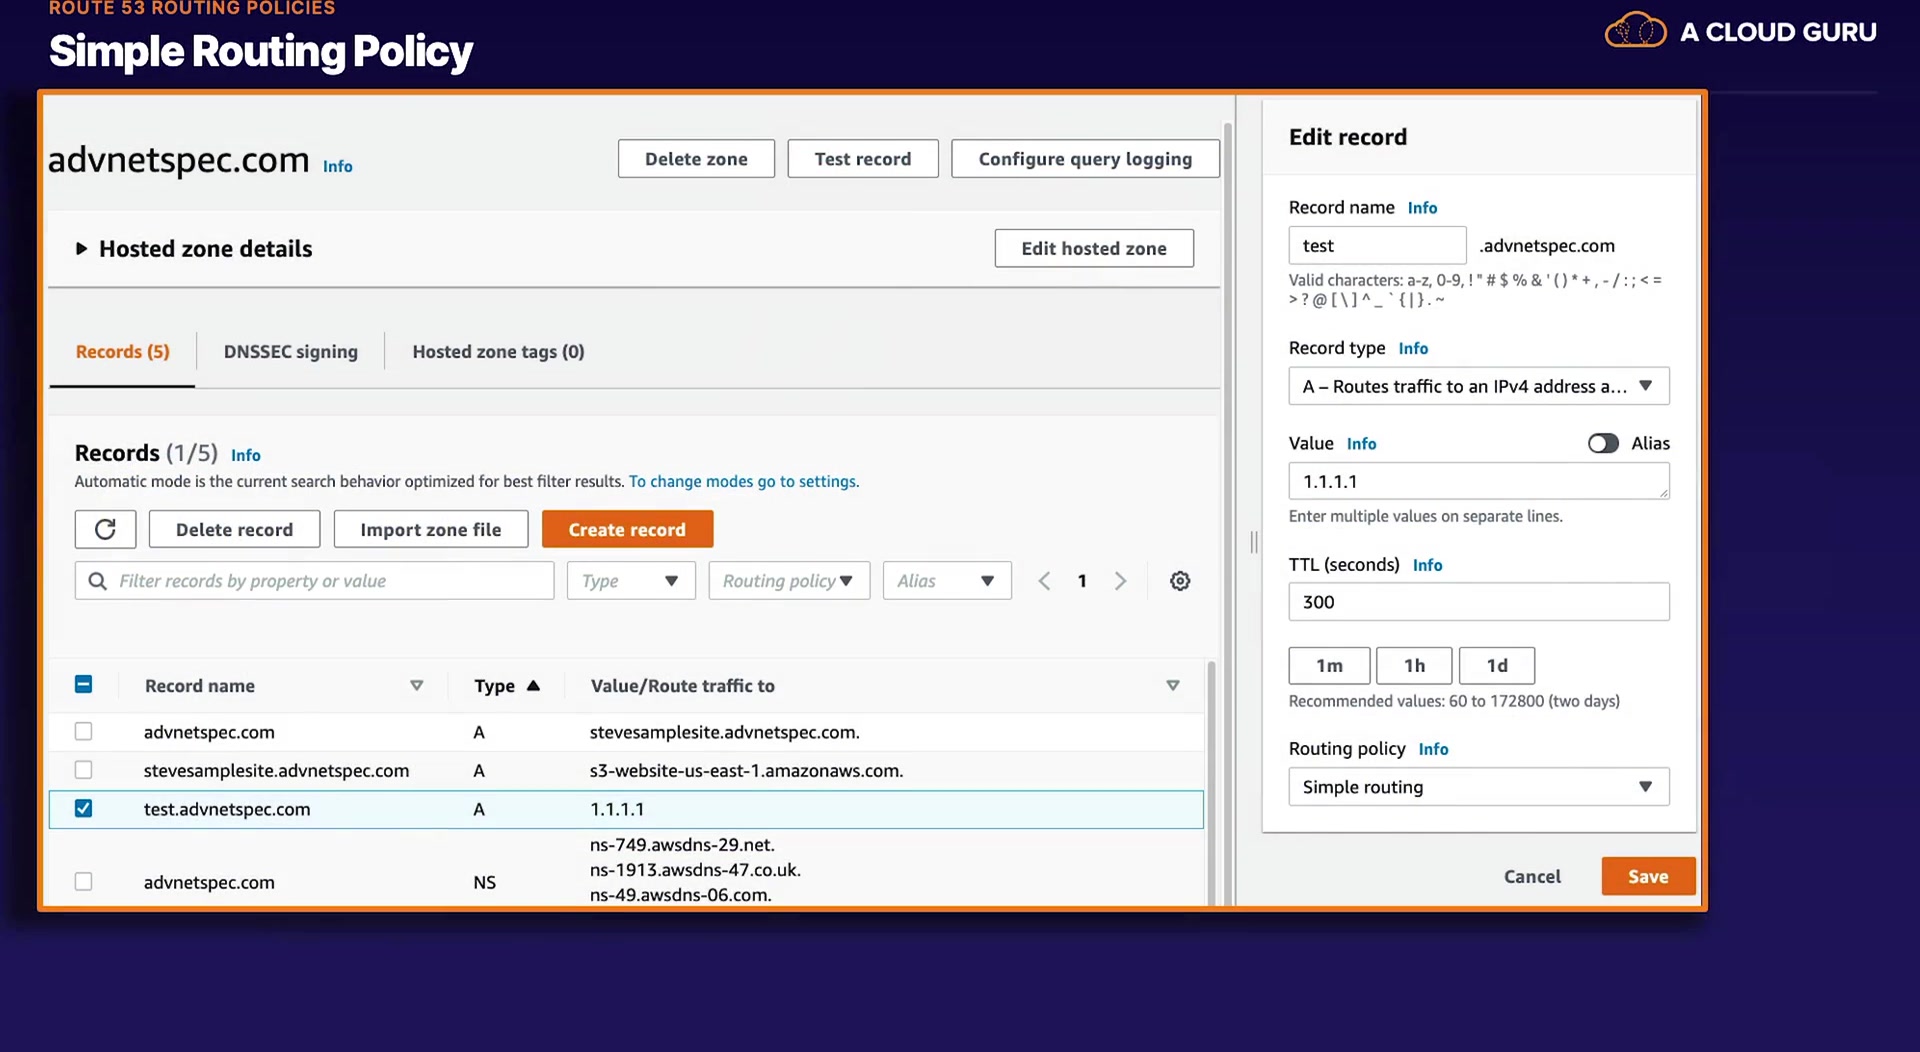 ROUTE 53 ROUTING POLICIES
Simple Routing Policy
A CLOUD GURU
advnetspec.com Info
Delete zone
Test record
Configure query logging
Hosted zone details
Edit hosted zone
Records (5)
DNSSEC signing
Hosted zone tags (0)
Records (1/5) Info
Automatic mode is the current search behavior optimized for best filter results. To change modes go to settings.
Delete record
Import zone file
Create record
Filter records by property or value
Type
Routing policy
Alias
1
Record name Type Value/Route traffic to
advnetspec.com A stevesamplesite.advnetspec.com.
stevesamplesite.advnetspec.com A s3-website-us-east-1.amazonaws.com.
test.advnetspec.com A 1.1.1.1
ns-749.awsdns-29.net.
ns-1913.awsdns-47.co.uk.
advnetspec.com NS
ns-49.awsdns-06.com.
Edit record
Record name Info
test .advnetspec.com
Valid characters: a-z, 0-9, ! " # $ % & ' ( ) * + , - / : ; < =
> ? @ [ \ ] ^ _ ` { | } . ~
Record type Info
A – Routes traffic to an IPv4 address a...
Value Info Alias
1.1.1.1
Enter multiple values on separate lines.
TTL (seconds) Info
300
1m 1h 1d
Recommended values: 60 to 172800 (two days)
Routing policy Info
Simple routing
Cancel
Save